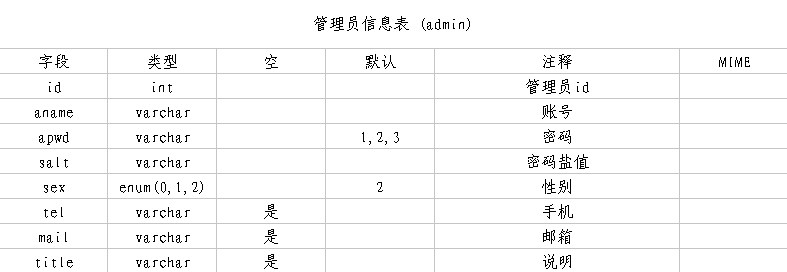 管理员信息表 (admin)
字段 类型 空 默认 注释 MIME
id int 管理员id
aname varchar 账号
apwd varchar 1,2,3 密码
salt varchar 密码盐值
sex enum(0,1,2) 2 性别
tel varchar 是 手机
mail varchar 是 邮箱
title varchar 是 说明